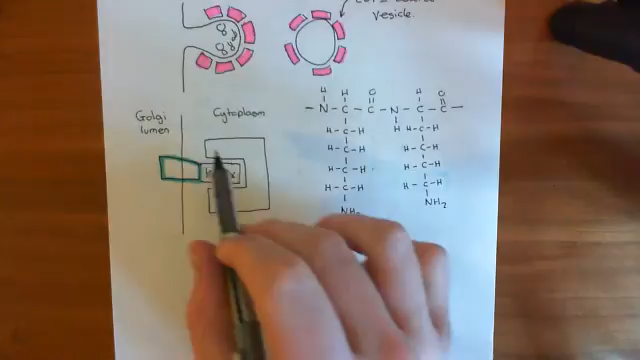 vesicle.
Golgi
lumen
Cytoplasm
H H O H O
– N – C – C – N – C – C –
H – C – H H H – C – H
H – C – H H – C – H
H – C – H H – C – H
H – C – H H – C – H
NH₂ NH₂